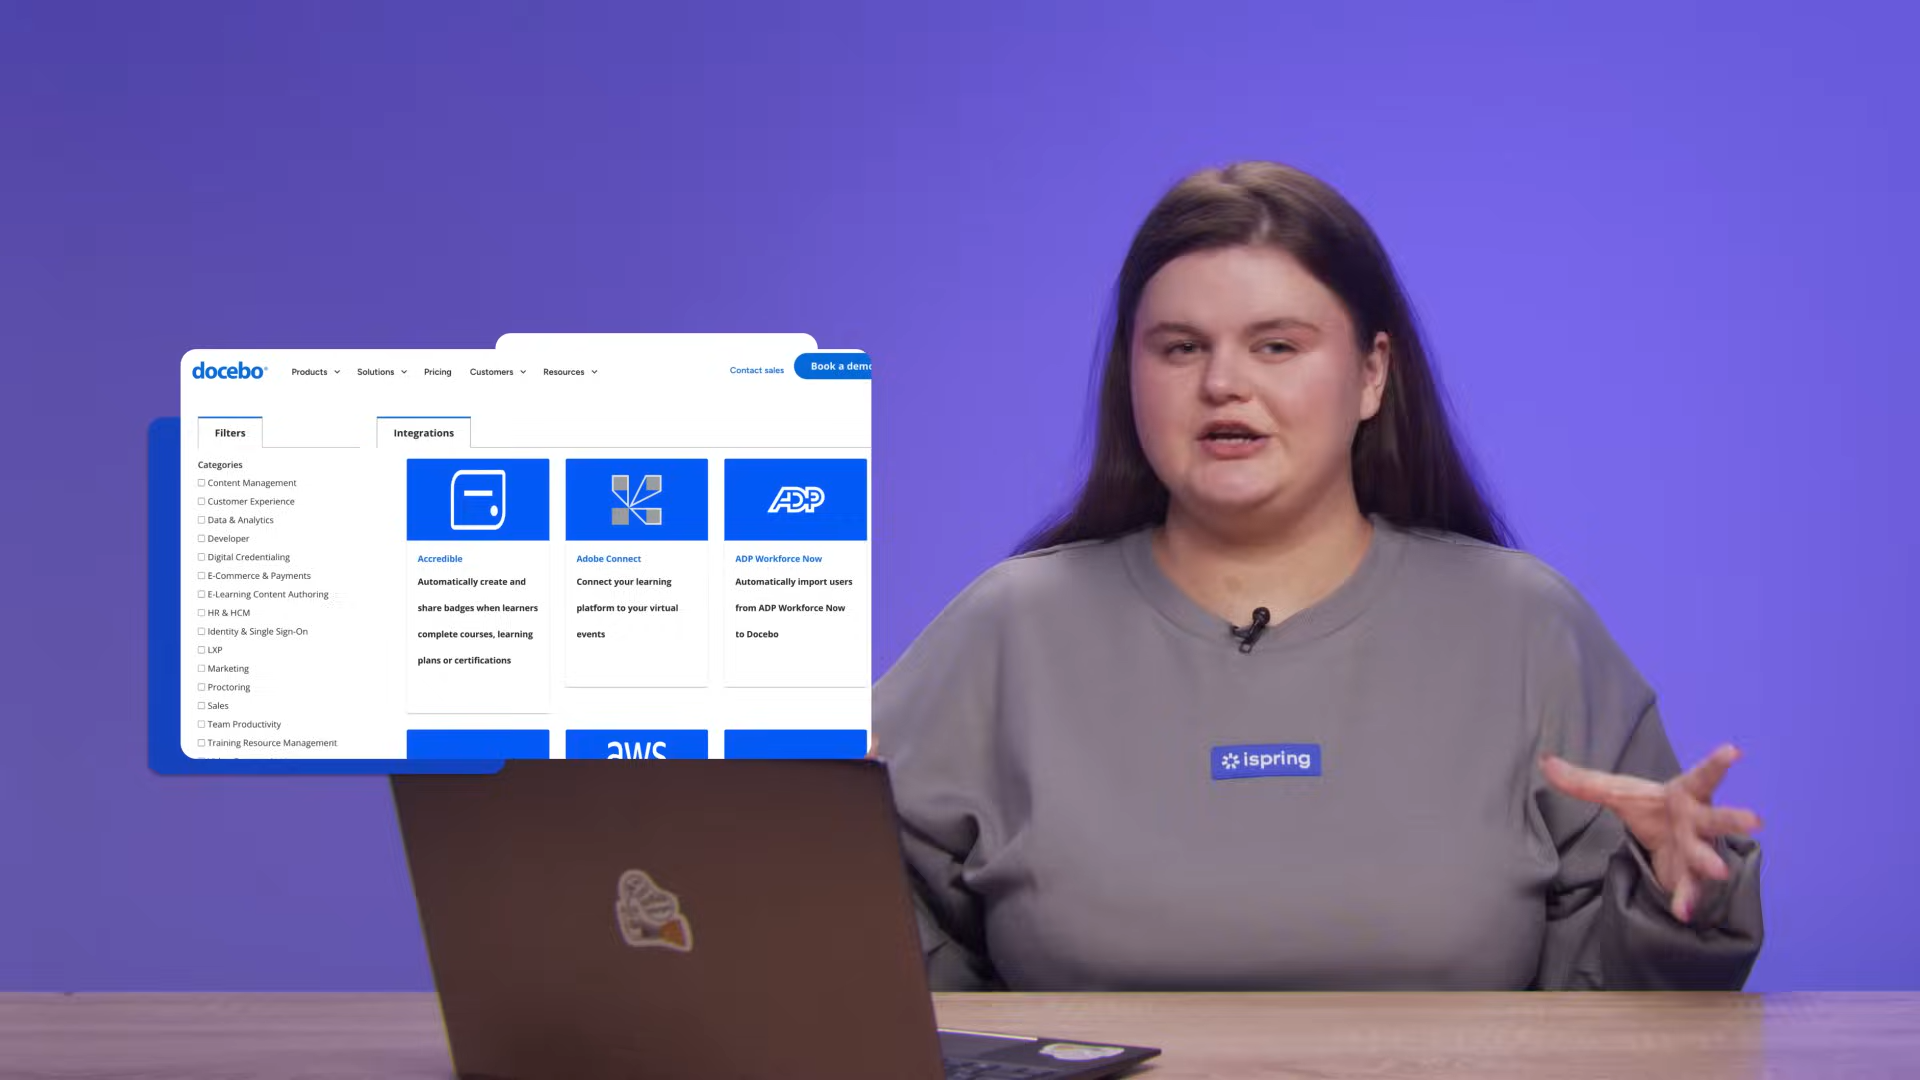 docebo
Products
Solutions
Pricing
Customers
Resources
Contact sales
Book a demo
Filters
Integrations
Categories
Content Management
Customer Experience
Data & Analytics
Developer
Digital Credentialing
E-Commerce & Payments
E-Learning Content Authoring
HR & HCM
Identity & Single Sign-On
LXP
Marketing
Proctoring
Sales
Team Productivity
Training Resource Management
Accredible
Automatically create and
share badges when learners
complete courses, learning
plans or certifications
Adobe Connect
Connect your learning
platform to your virtual
events
ADP
ADP Workforce Now
Automatically import users
from ADP Workforce Now
to Docebo
aws
ispring